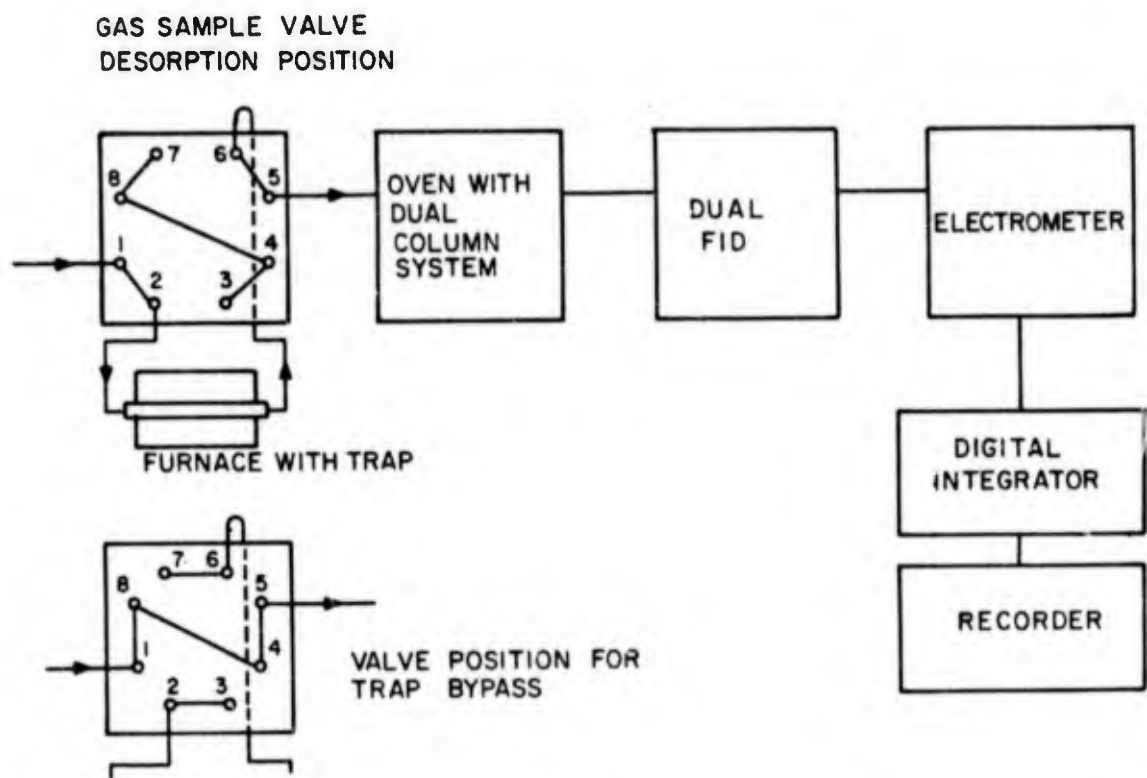 GAS SAMPLE VALVE
DESORPTION POSITION
7
6
8
5
1
4
2
3
OVEN WITH
DUAL
COLUMN
SYSTEM
DUAL
FID
ELECTROMETER
FURNACE WITH TRAP
DIGITAL
INTEGRATOR
7
6
8
5
1
4
2
3
VALVE POSITION FOR
TRAP BYPASS
RECORDER